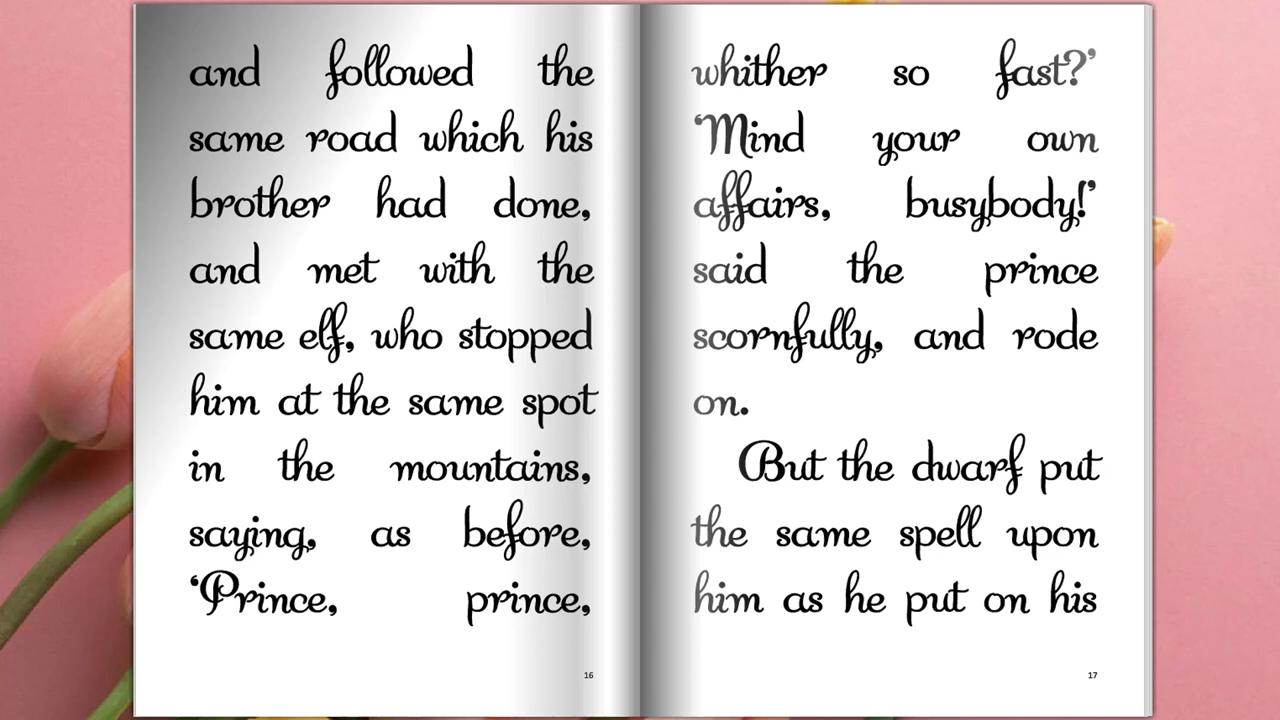 and followed the
same road which his
brother had done,
and met with the
same elf, who stopped
him at the same spot
in the mountains,
saying, as before,
‘Prince, prince,
16
whither so fast?’
‘Mind your own
affairs, busybody!’
said the prince
scornfully, and rode
on.
But the dwarf put
the same spell upon
him as he put on his
17